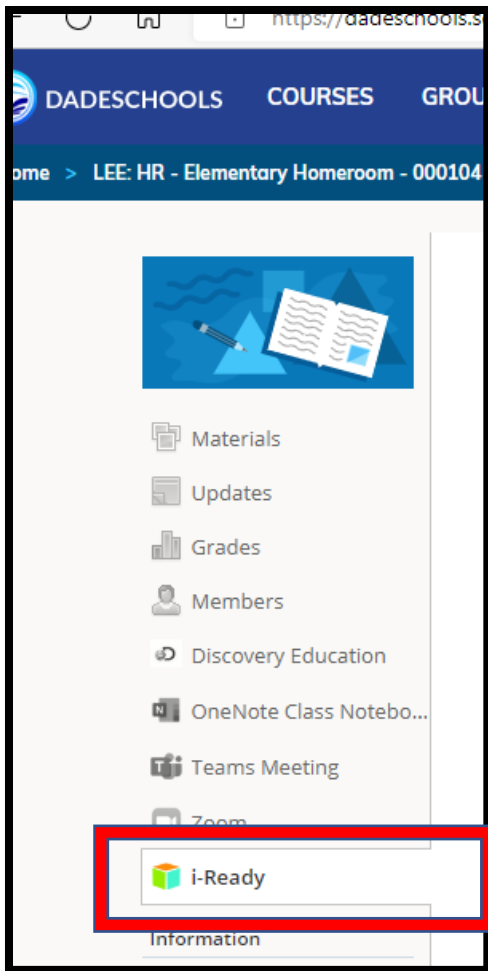 https://dadeschools.s
DADESCHOOLS COURSES GROU
ome > LEE: HR - Elementary Homeroom - 000104
Materials
Updates
Grades
Members
Discovery Education
OneNote Class Notebo...
Teams Meeting
Zoom
i-Ready
Information